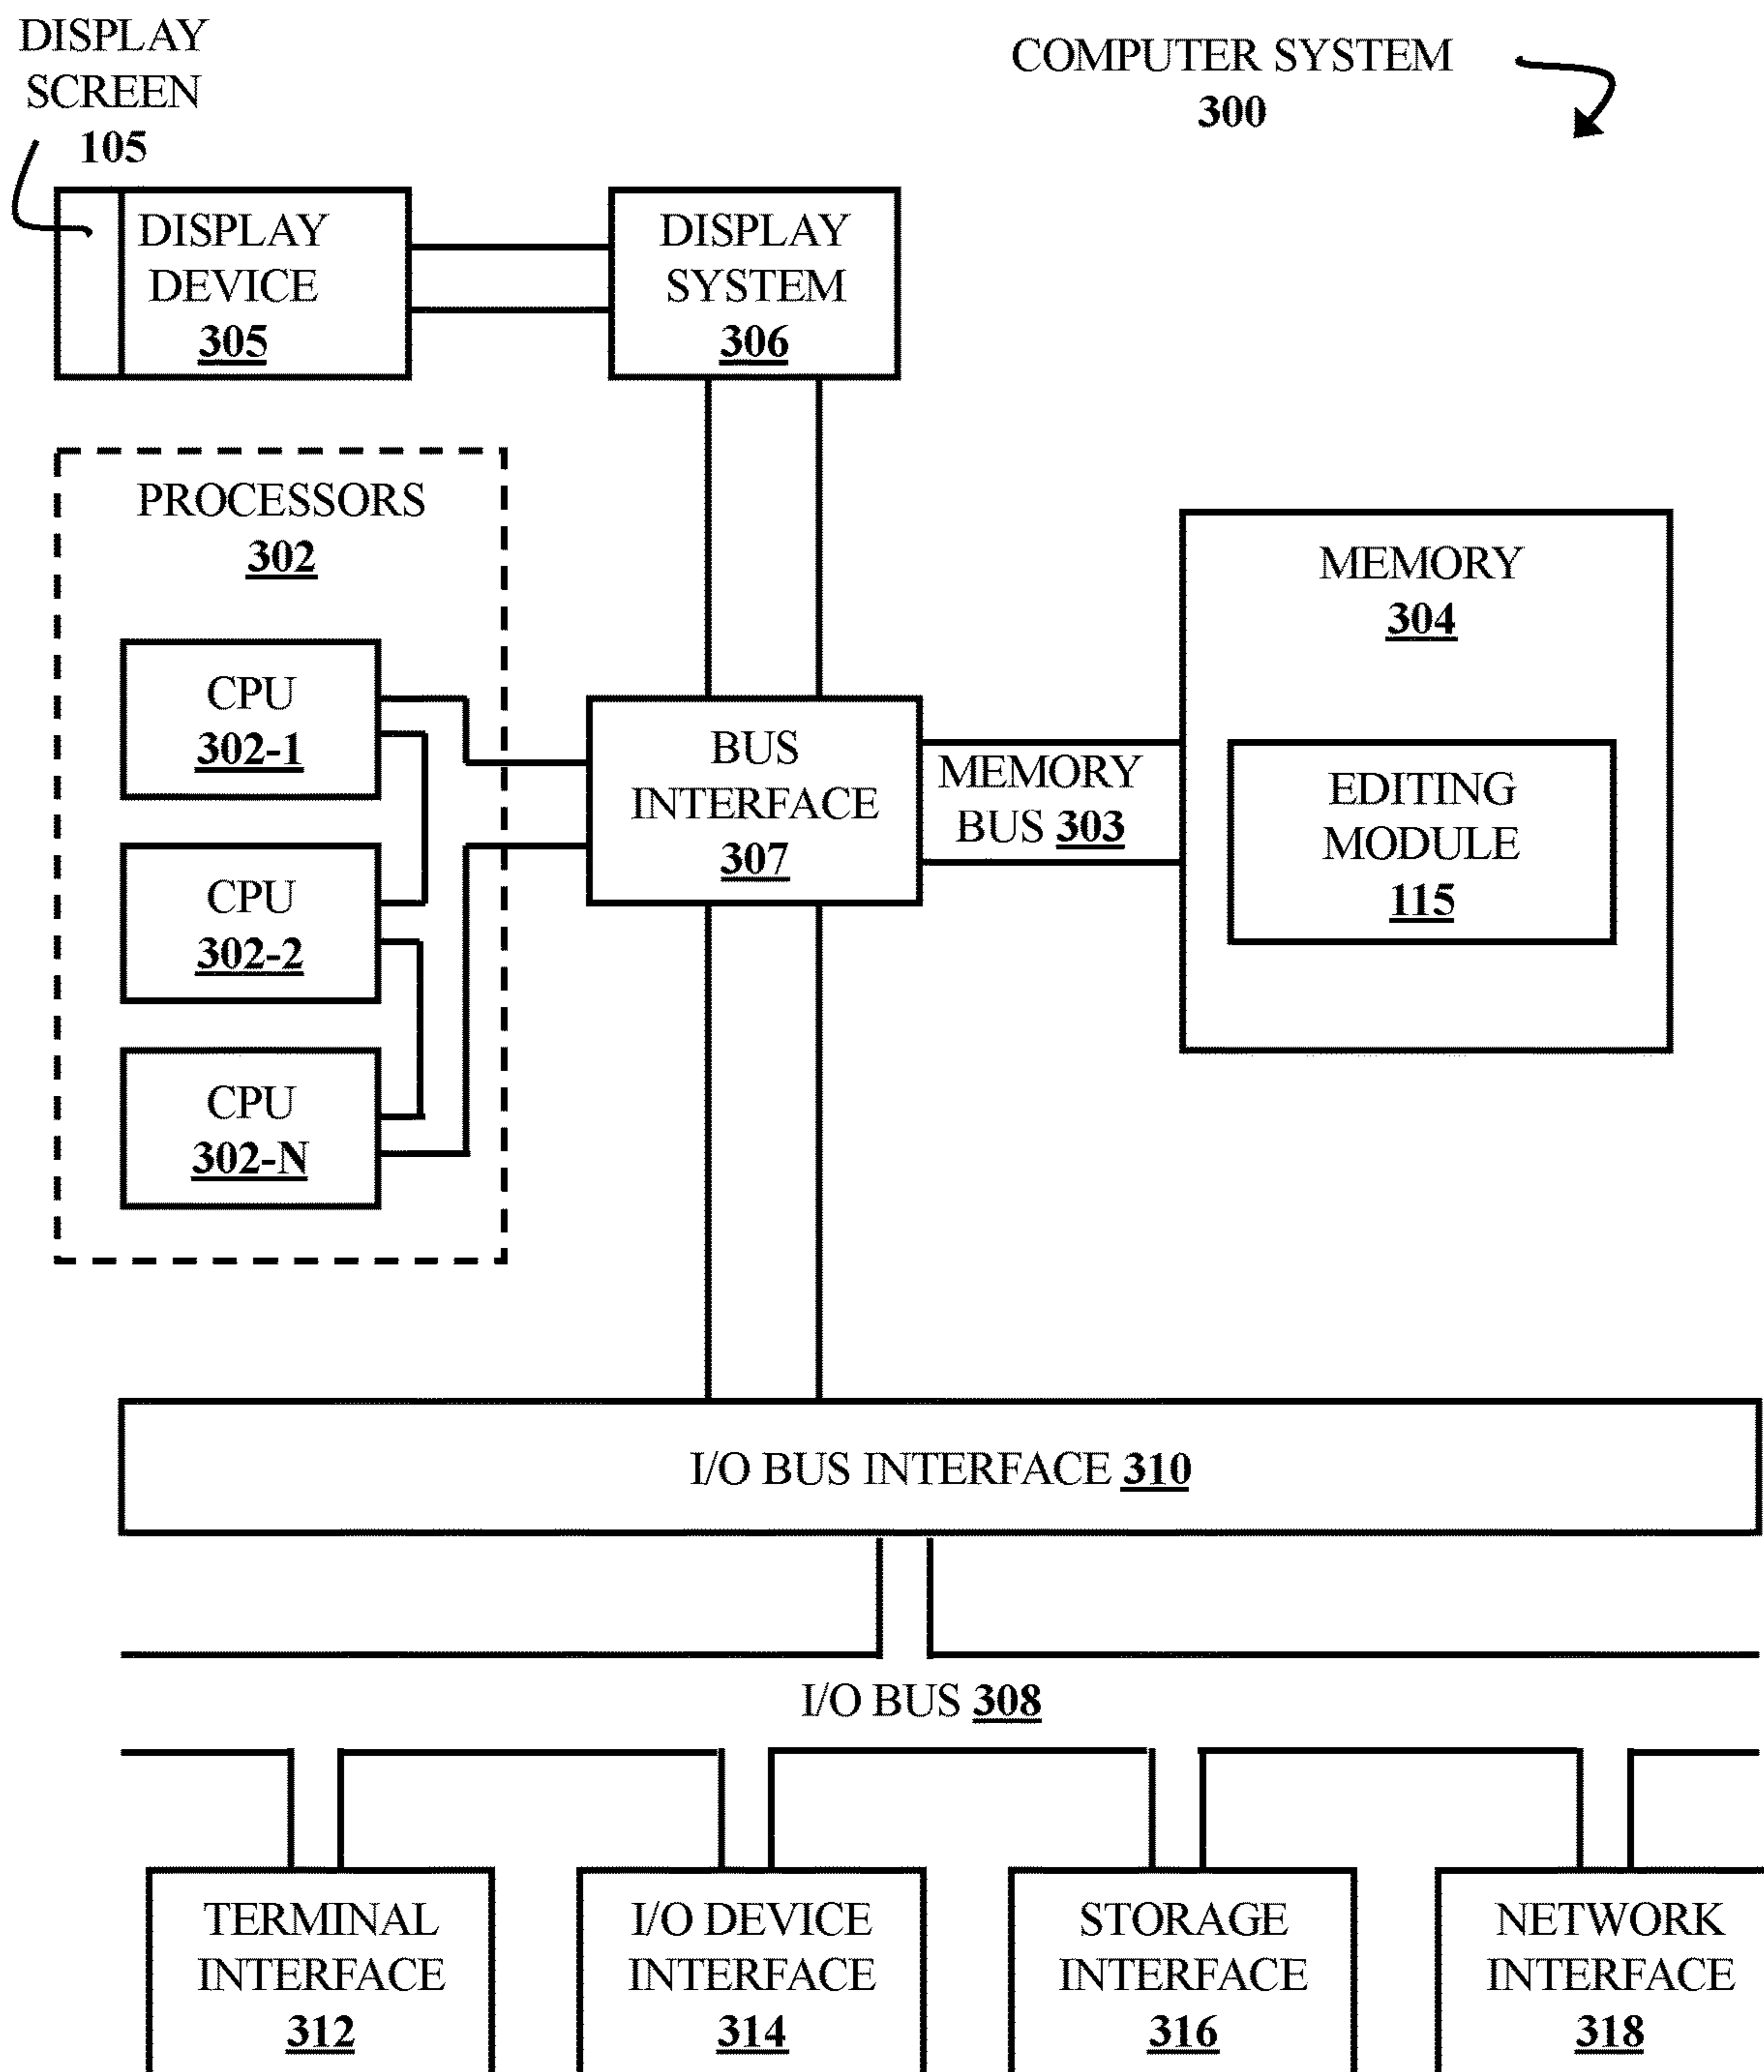 DISPLAY
SCREEN
105
COMPUTER SYSTEM
300
DISPLAY
DEVICE
305
DISPLAY
SYSTEM
306
PROCESSORS
302
CPU
302-1
CPU
302-2
CPU
302-N
BUS
INTERFACE
307
MEMORY
BUS 303
MEMORY
304
EDITING
MODULE
115
I/O BUS INTERFACE 310
I/O BUS 308
TERMINAL
INTERFACE
312
I/O DEVICE
INTERFACE
314
STORAGE
INTERFACE
316
NETWORK
INTERFACE
318